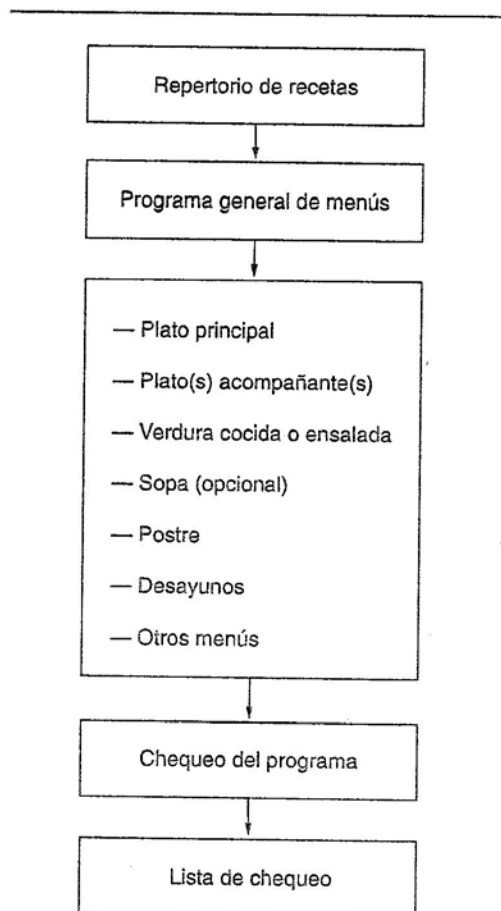 Repertorio de recetas
Programa general de menús
— Plato principal
— Plato(s) acompañante(s)
— Verdura cocida o ensalada
— Sopa (opcional)
— Postre
— Desayunos
— Otros menús
Chequeo del programa
Lista de chequeo